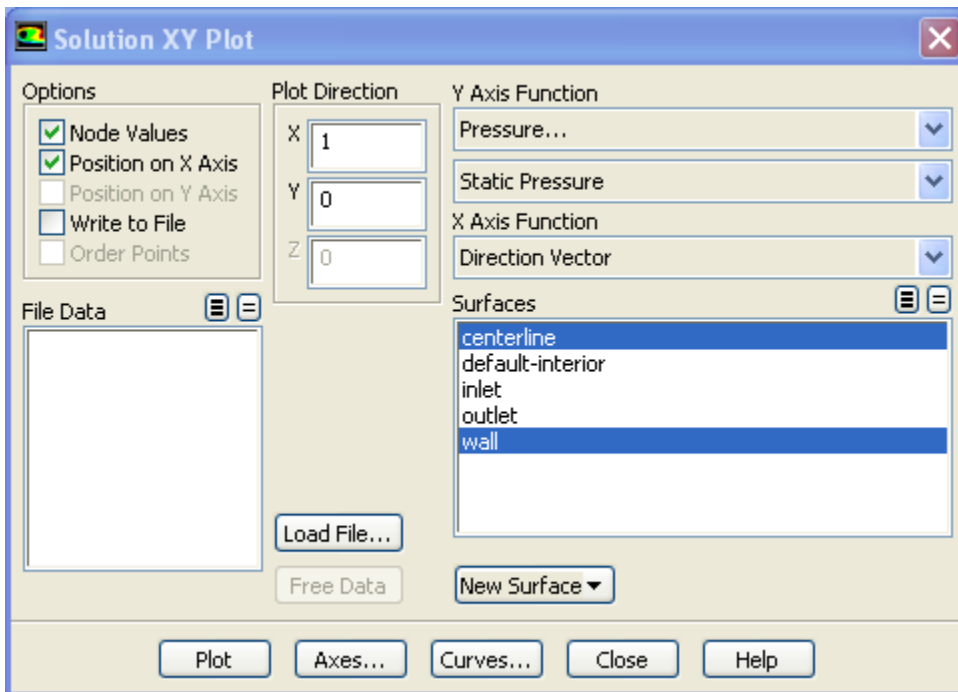 Solution XY Plot
Options
Node Values
Position on X Axis
Position on Y Axis
Write to File
Order Points
Plot Direction
X 1
Y 0
Z 0
Y Axis Function
Pressure...
Static Pressure
X Axis Function
Direction Vector
File Data
Surfaces
centerline
default-interior
inlet
outlet
wall
Load File...
Free Data
New Surface
Plot
Axes...
Curves...
Close
Help